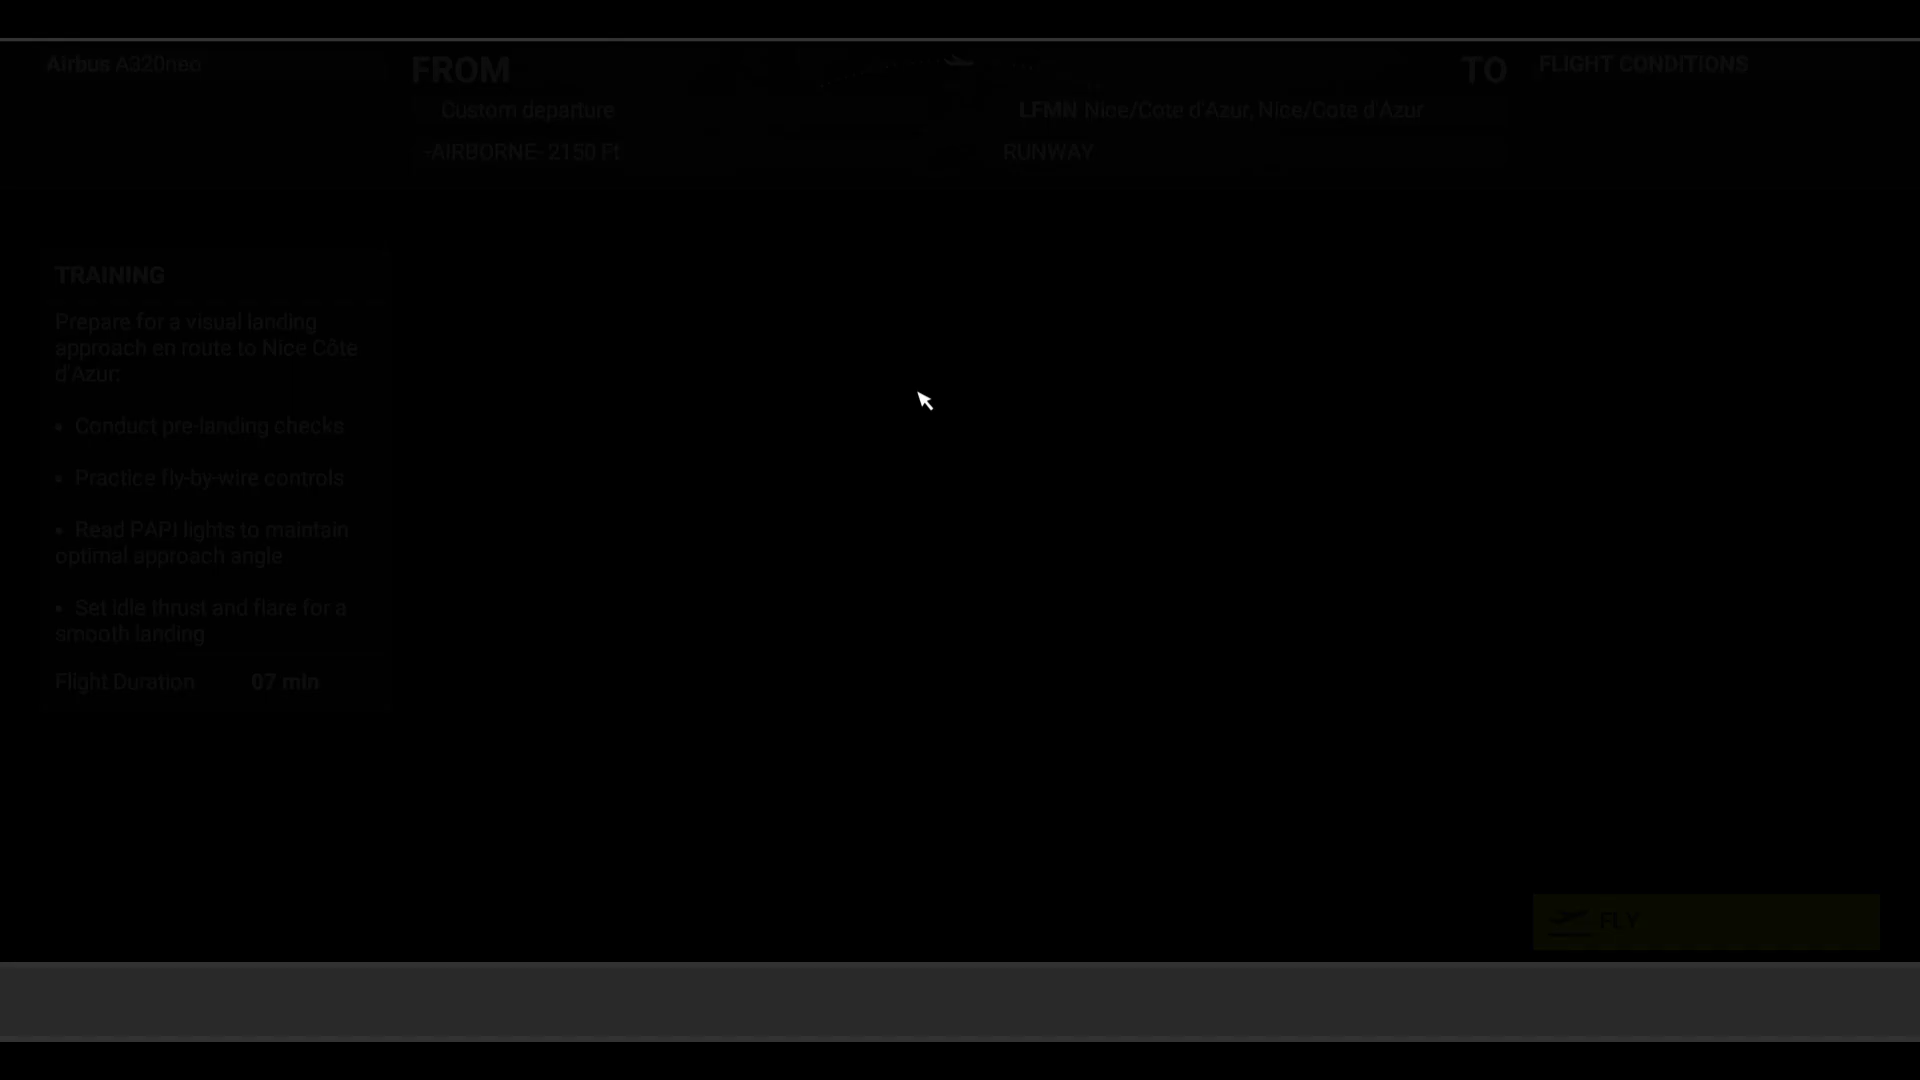 Airbus A320neo
FROM
TO
FLIGHT CONDITIONS
Custom departure
LFMN Nice/Cote d'Azur, Nice/Cote d'Azur
-AIRBORNE- 2150 Ft
RUNWAY
TRAINING
Prepare for a visual landing
approach en route to Nice Côte
d'Azur:
• Conduct pre-landing checks
• Practice fly-by-wire controls
• Read PAPI lights to maintain
optimal approach angle
• Set idle thrust and flare for a
smooth landing
Flight Duration 07 min
FLY